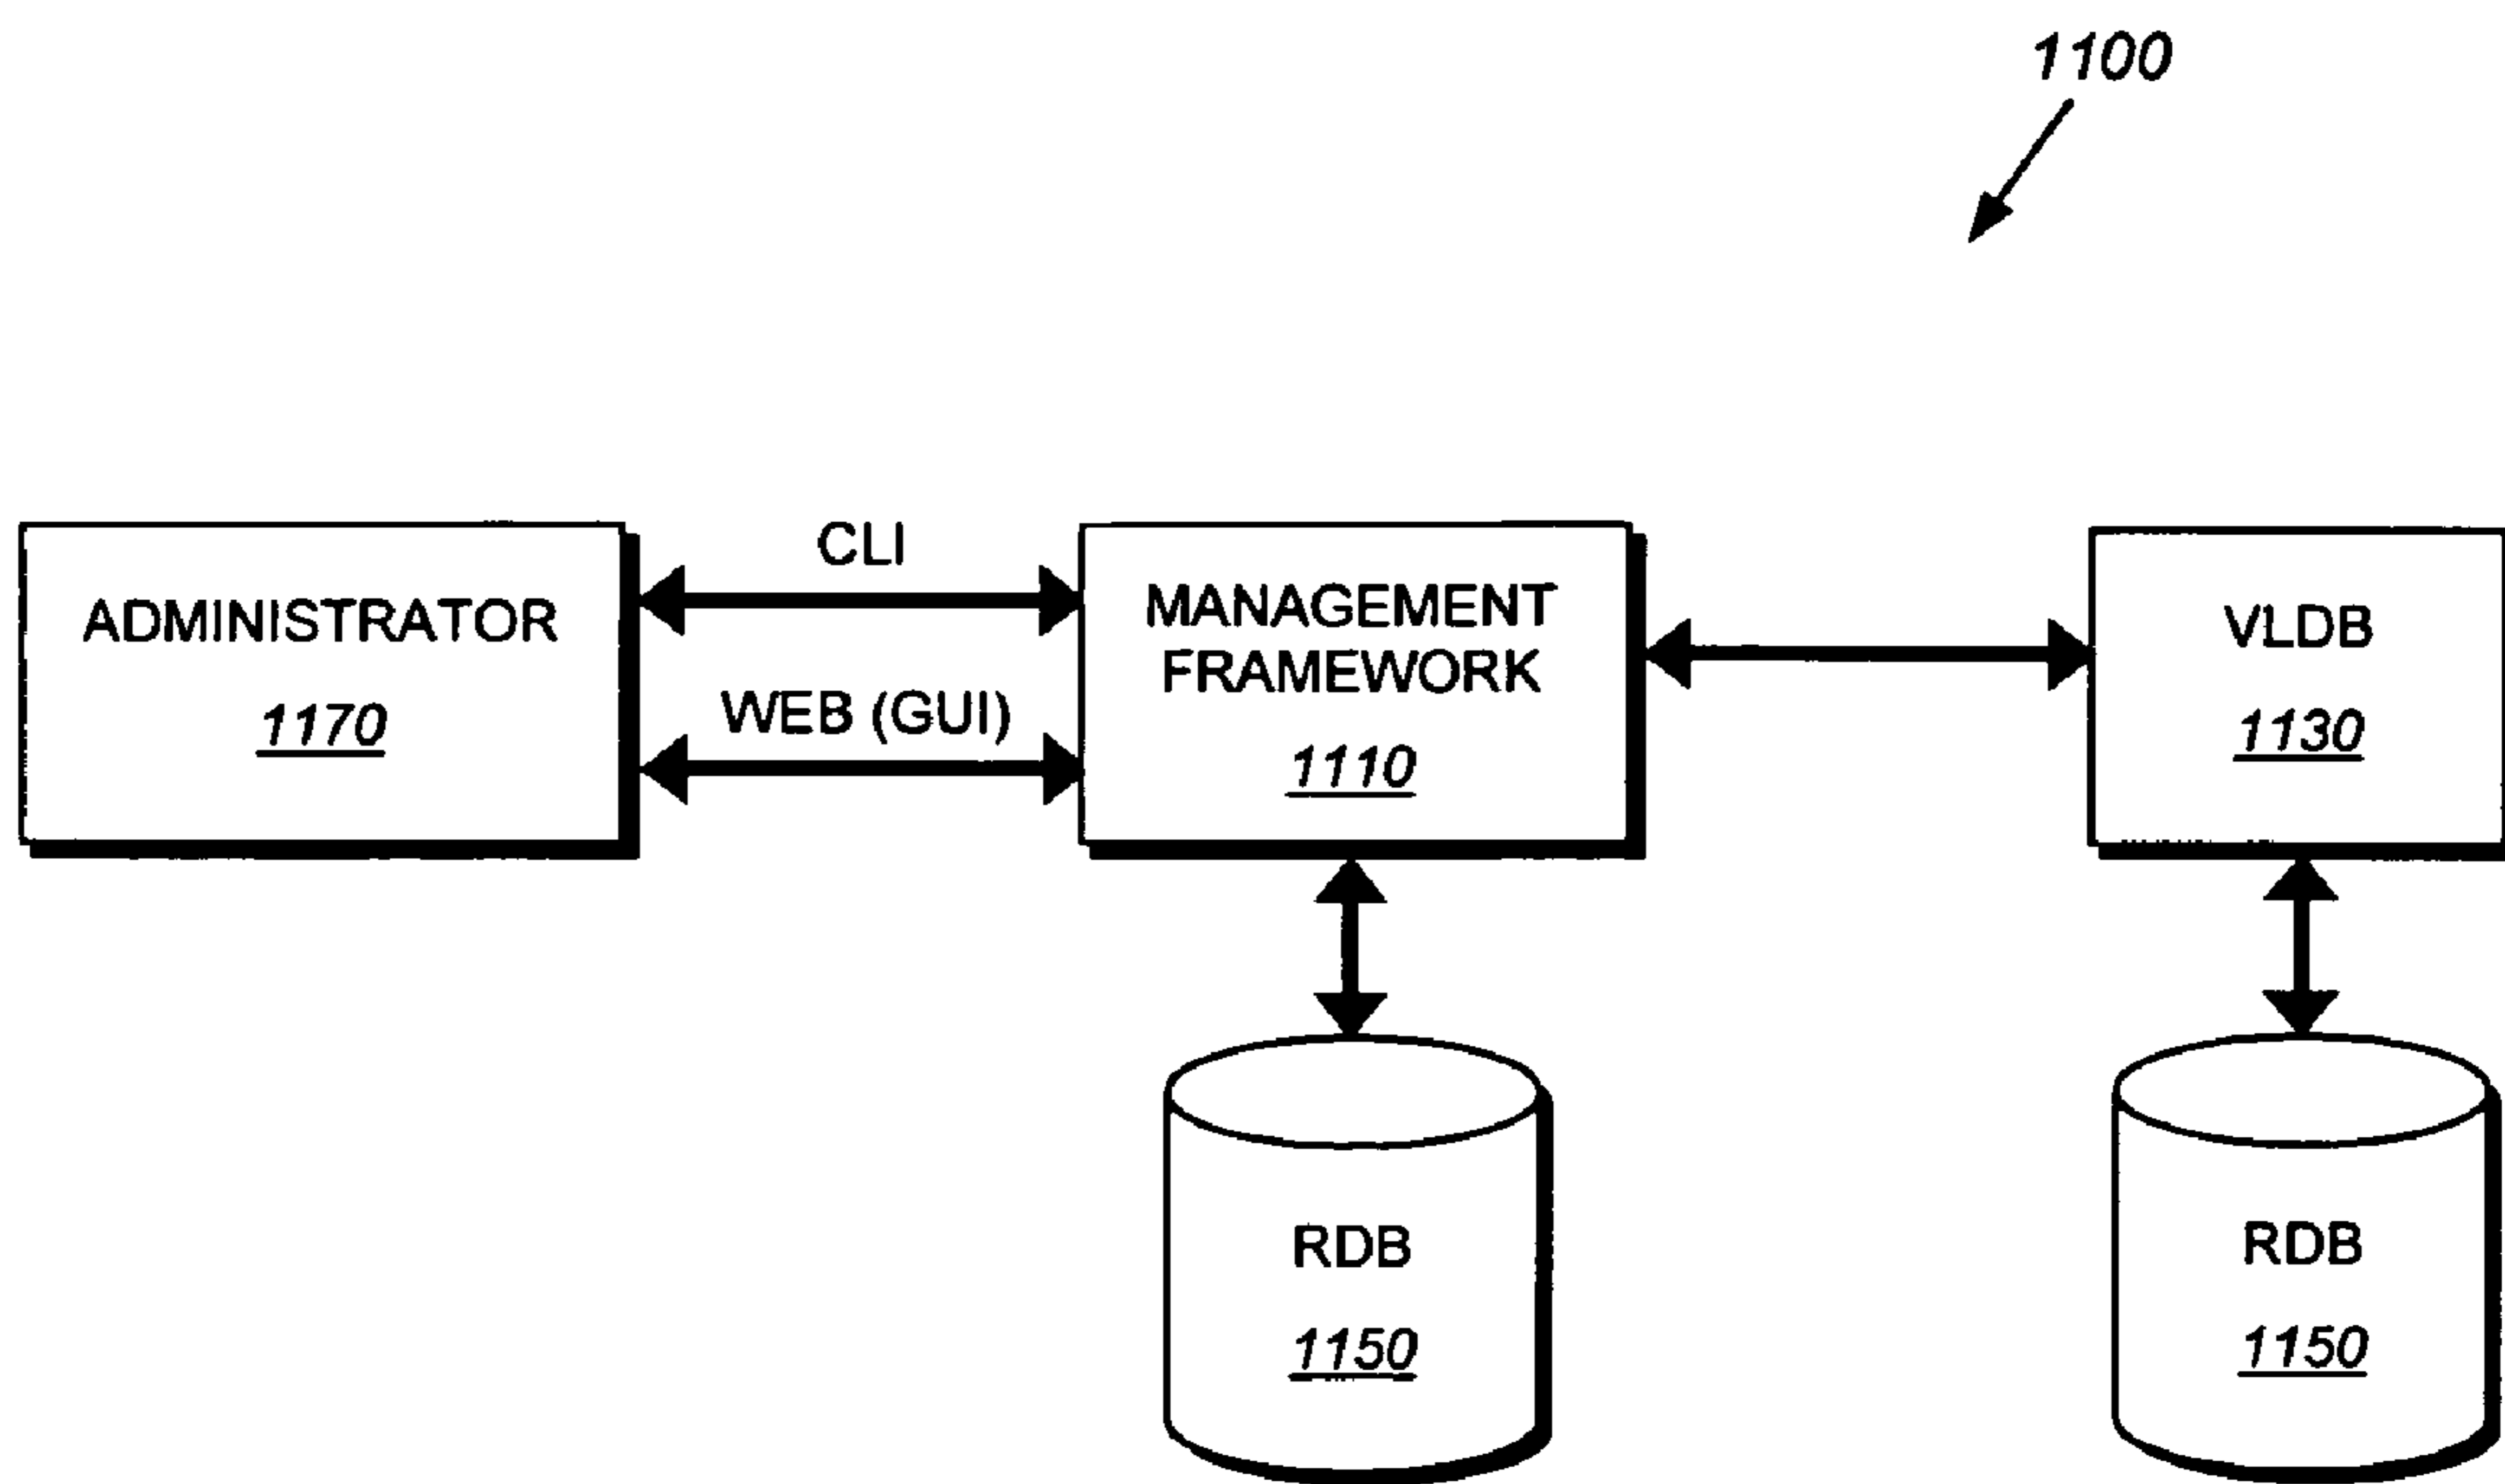 1100
ADMINISTRATOR
1170
CLI
WEB (GUI)
MANAGEMENT
FRAMEWORK
1110
VLDB
1130
RDB
1150
RDB
1150